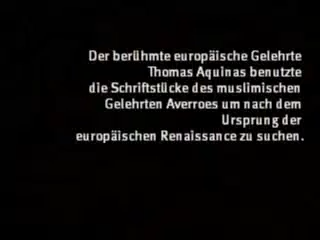 Der berühmte europäische Gelehrte
Thomas Aquinas benutzte
die Schriftstücke des muslimischen
Gelehrten Averroes um nach dem
Ursprung der
europäischen Renaissance zu suchen.